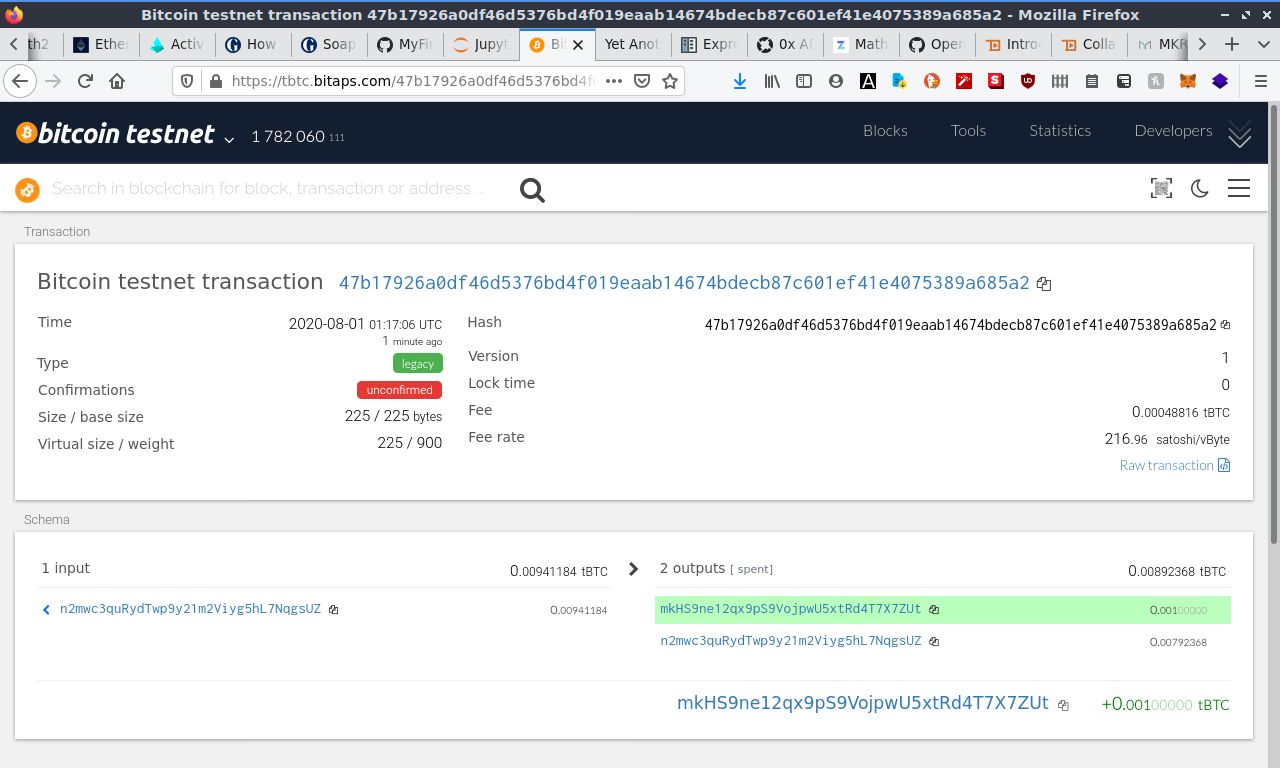 Bitcoin testnet transaction 47b17926a0df46d5376bd4f019eaab14674bdecb87c601ef41e4075389a685a2 - Mozilla Firefox
th2 Ether Activ How Soap MyFi Jupyt Bi Yet Anot Expre 0x AP Math Open Introd Colla MKR
https://tbtc.bitaps.com/47b17926a0df46d5376bd4f0
bitcoin testnet 1 782 060 111 Blocks Tools Statistics Developers
Search in blockchain for block, transaction or address ...
Transaction
Bitcoin testnet transaction 47b17926a0df46d5376bd4f019eaab14674bdecb87c601ef41e4075389a685a2
Time 2020-08-01 01:17:06 UTC
1 minute ago
Type legacy
Confirmations unconfirmed
Size / base size 225 / 225 bytes
Virtual size / weight 225 / 900
Hash 47b17926a0df46d5376bd4f019eaab14674bdecb87c601ef41e4075389a685a2
Version 1
Lock time 0
Fee 0.00048816 tBTC
Fee rate 216.96 satoshi/vByte
Raw transaction
Schema
1 input 0.00941184 tBTC
n2mwc3quRydTwp9y21m2Viyg5hL7NqgsUZ 0.00941184
2 outputs [ spent] 0.00892368 tBTC
mkHS9ne12qx9pS9VojpwU5xtRd4T7X7ZUt 0.00100000
n2mwc3quRydTwp9y21m2Viyg5hL7NqgsUZ 0.00792368
mkHS9ne12qx9pS9VojpwU5xtRd4T7X7ZUt +0.00100000 tBTC